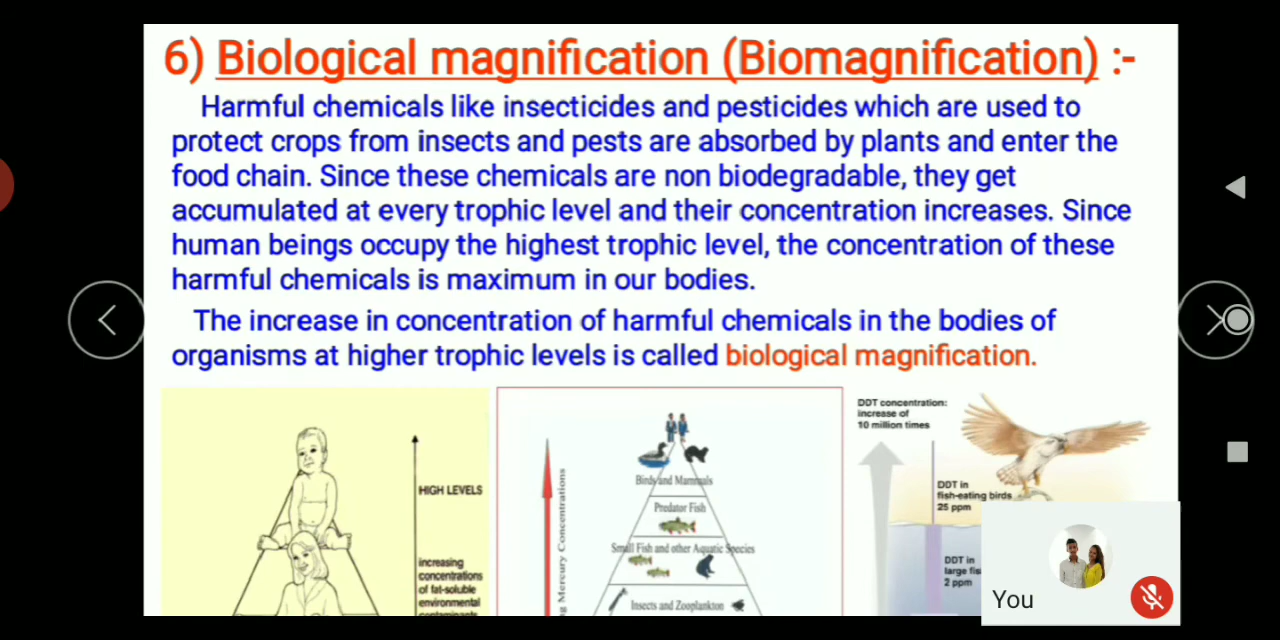 6) Biological magnification (Biomagnification) :-
Harmful chemicals like insecticides and pesticides which are used to
protect crops from insects and pests are absorbed by plants and enter the
food chain. Since these chemicals are non biodegradable, they get
accumulated at every trophic level and their concentration increases. Since
human beings occupy the highest trophic level, the concentration of these
harmful chemicals is maximum in our bodies.
The increase in concentration of harmful chemicals in the bodies of
organisms at higher trophic levels is called biological magnification.
HIGH LEVELS
increasing
concentrations
of fat-soluble
environmental
Mercury Concentrations
Birds and Mammals
Predator Fish
Small Fish and other Aquatic Species
Insects and Zooplankton
DDT concentration:
increase of
10 million times
DDT in
fish-eating birds
25 ppm
DDT in
large
2 ppm
You